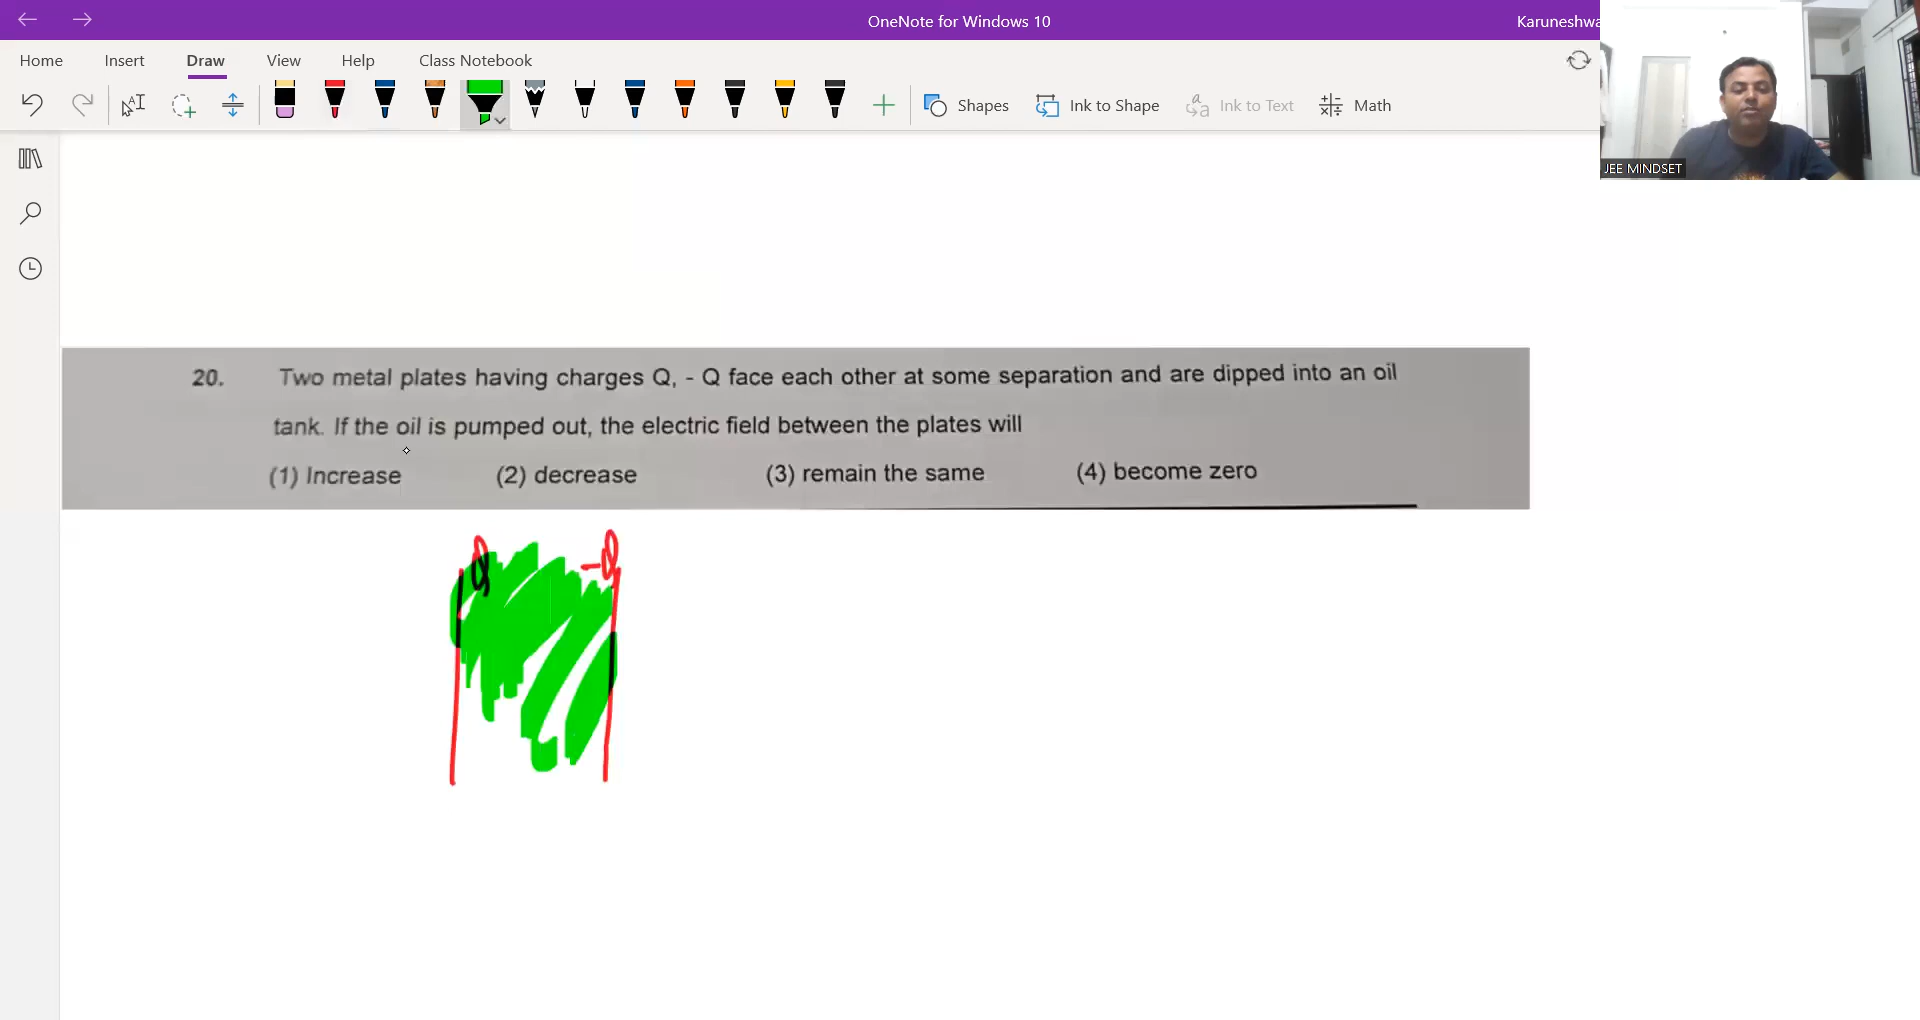 OneNote for Windows 10
Karuneshwa
Home Insert Draw View Help Class Notebook
Shapes Ink to Shape Ink to Text Math
JEE MINDSET
20. Two metal plates having charges Q, - Q face each other at some separation and are dipped into an oil
tank. If the oil is pumped out, the electric field between the plates will
(1) Increase (2) decrease (3) remain the same (4) become zero
Q -Q